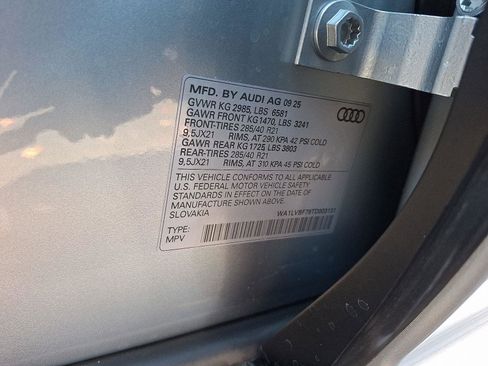 MFD. BY AUDI AG 09 25
GVWR KG 2985, LBS 6581
GAWR FRONT KG1470, LBS 3241
FRONT-TIRES 285/40 R21
9,5JX21 RIMS, AT 290 KPA 42 PSI COLD
GAWR REAR KG 1725, LBS 3803
REAR-TIRES 285/40 R21
9,5JX21 RIMS, AT 310 KPA 45 PSI COLD
THIS VEHICLE CONFORMS TO ALL APPLICABLE
U.S. FEDERAL MOTOR VEHICLE SAFETY
STANDARDS IN EFFECT ON THE DATE OF
MANUFACTURE SHOWN ABOVE.
SLOVAKIA
TYPE:
MPV